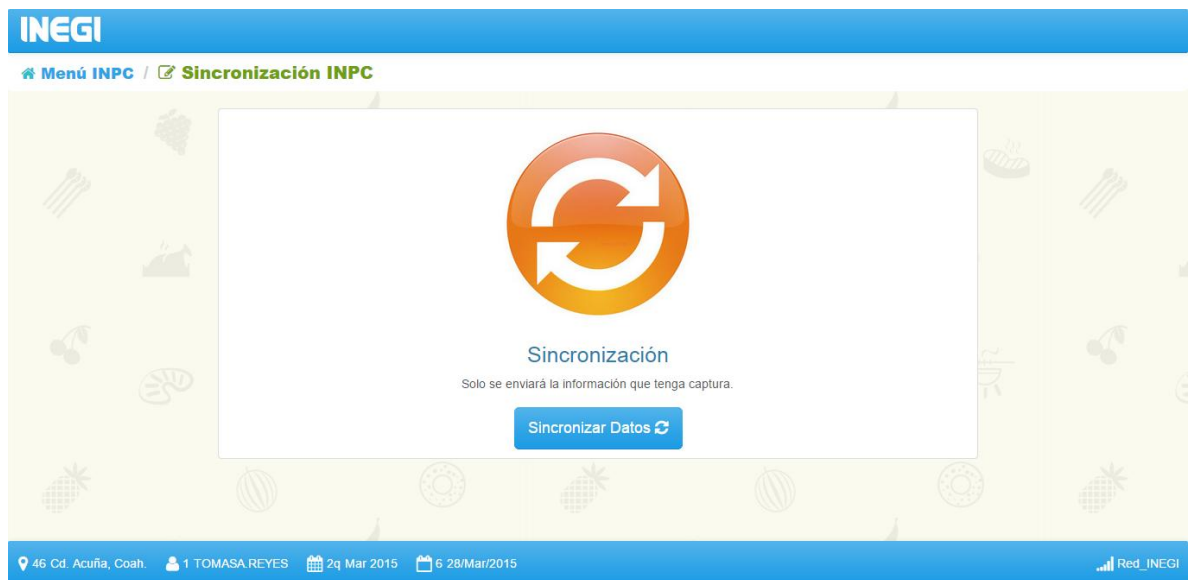 INEGI
Menú INPC / Sincronización INPC
Sincronización
Solo se enviará la información que tenga captura.
Sincronizar Datos
46 Cd. Acuña, Coah. 1 TOMASA.REYES 2q Mar 2015 6 28/Mar/2015 Red_INEGI